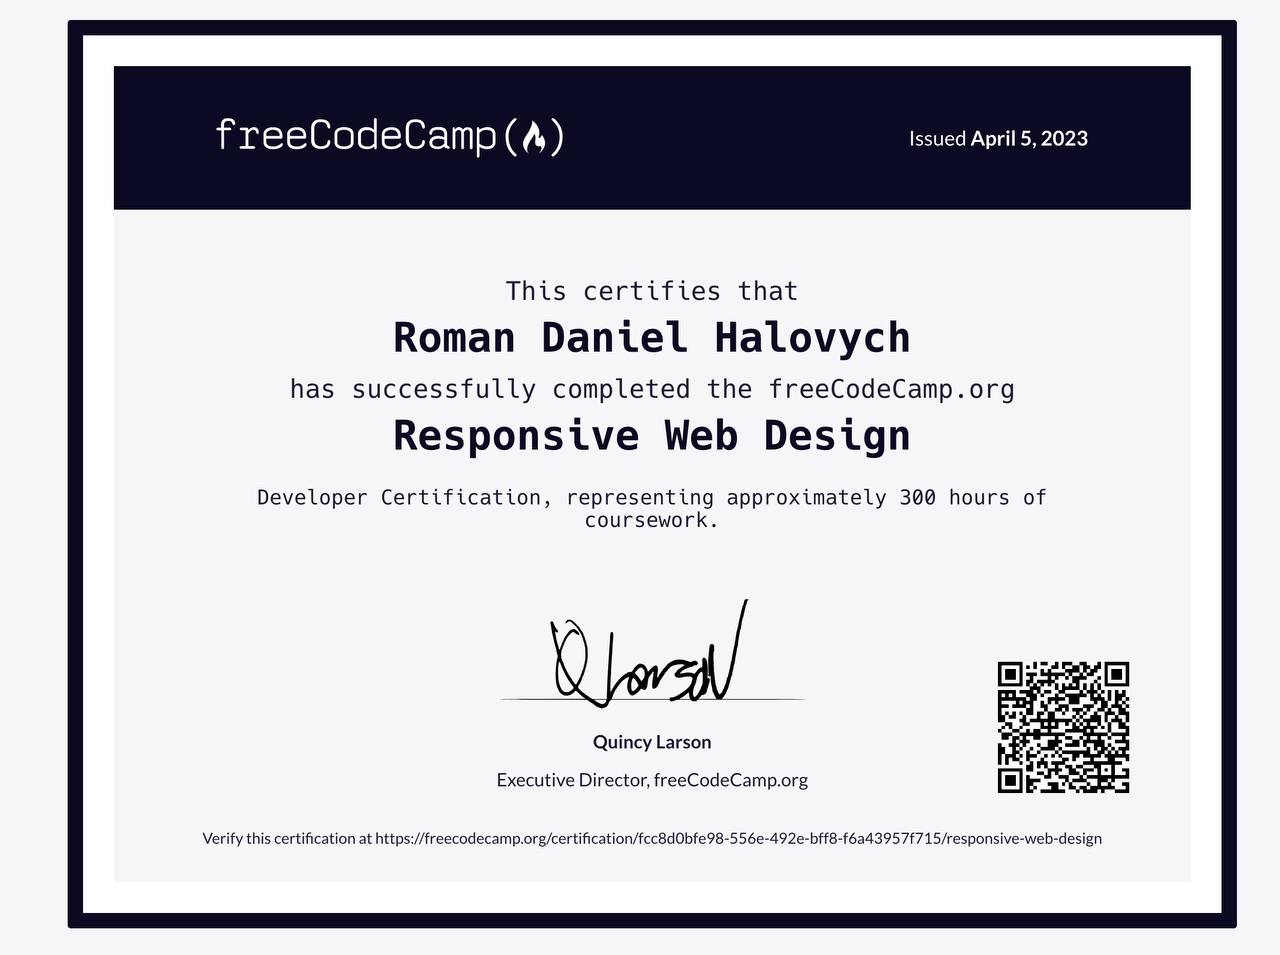 freeCodeCamp(🔥)
Issued April 5, 2023
This certifies that
Roman Daniel Halovych
has successfully completed the freeCodeCamp.org
Responsive Web Design
Developer Certification, representing approximately 300 hours of
coursework.
Q Larson
Quincy Larson
Executive Director, freeCodeCamp.org
Verify this certification at https://freecodecamp.org/certification/fcc8d0bfe98-556e-492e-bff8-f6a43957f715/responsive-web-design